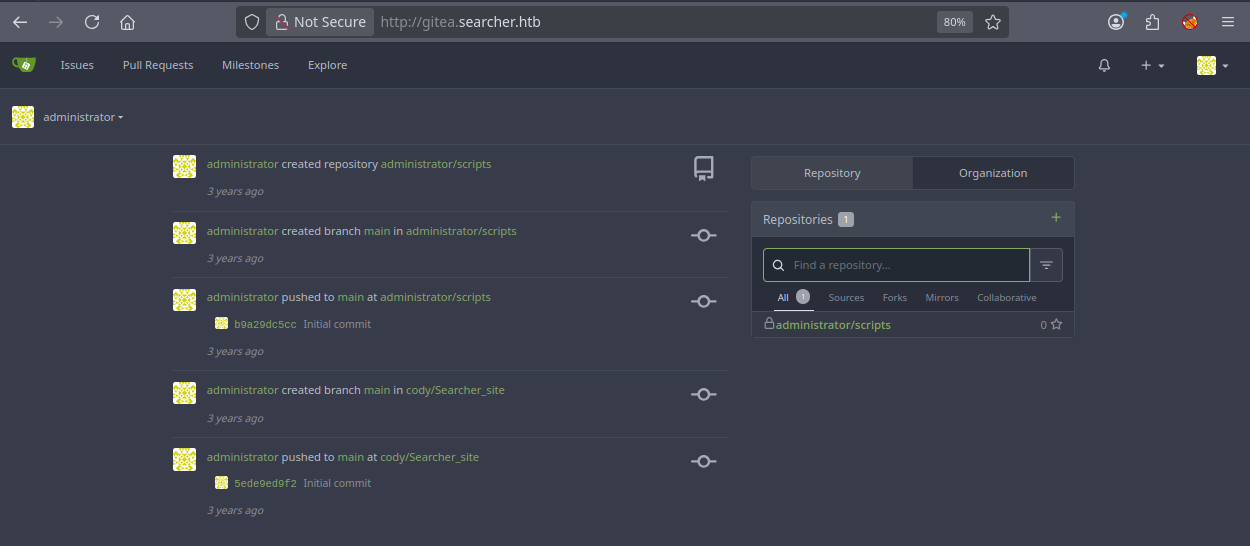 Not Secure http://gitea.searcher.htb 80%
Issues Pull Requests Milestones Explore
administrator
administrator created repository administrator/scripts
3 years ago
administrator created branch main in administrator/scripts
3 years ago
administrator pushed to main at administrator/scripts
b9a29dc5cc Initial commit
3 years ago
administrator created branch main in cody/Searcher_site
3 years ago
administrator pushed to main at cody/Searcher_site
5ede9ed9f2 Initial commit
3 years ago
Repository Organization
Repositories 1
Find a repository...
All 1 Sources Forks Mirrors Collaborative
administrator/scripts 0